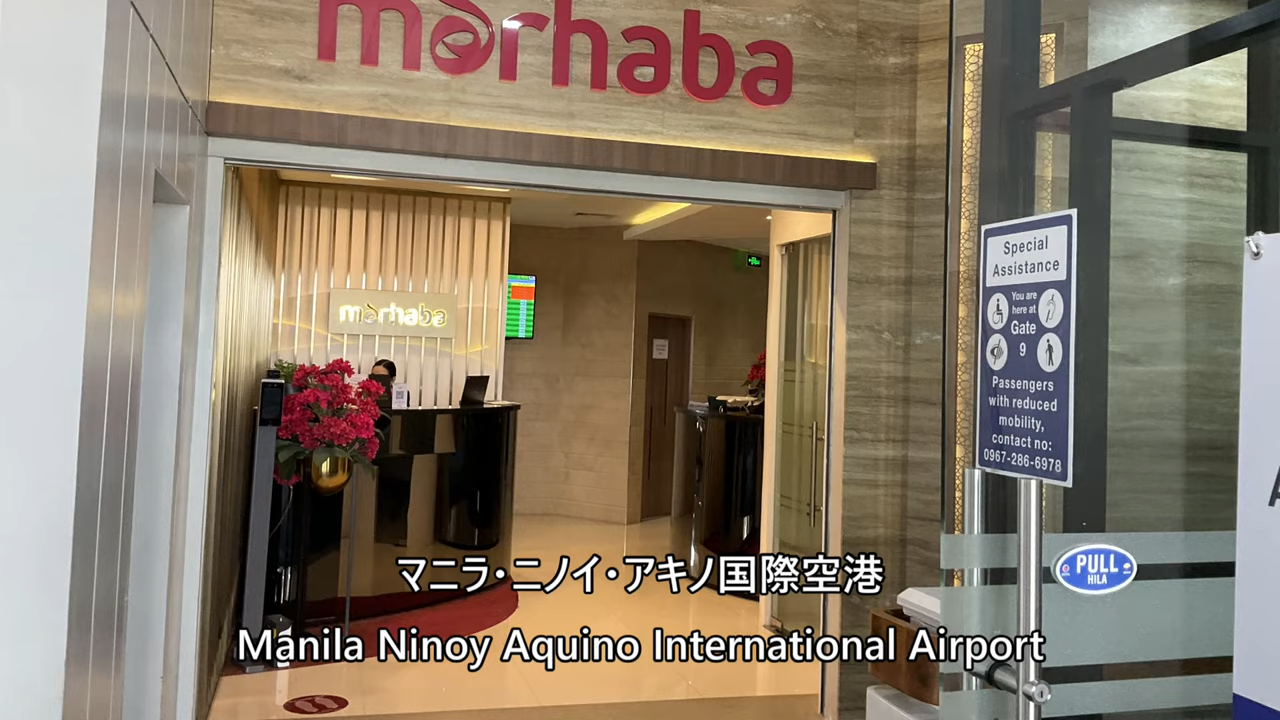 marhaba
marhaba
Special
Assistance
You are
here at
Gate
9
Passengers
with reduced
mobility,
contact no:
0967-286-6978
PULL
HILA
マニラ・ニノイ・アキノ国際空港
Manila Ninoy Aquino International Airport